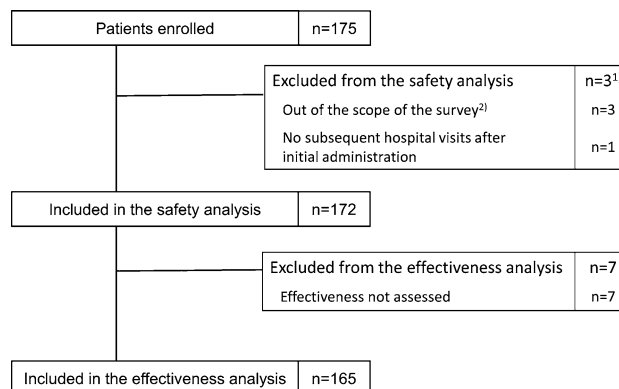 Patients enrolled n=175
Excluded from the safety analysis n=3¹
Out of the scope of the survey²⁾ n=3
No subsequent hospital visits after
initial administration n=1
Included in the safety analysis n=172
Excluded from the effectiveness analysis n=7
Effectiveness not assessed n=7
Included in the effectiveness analysis n=165